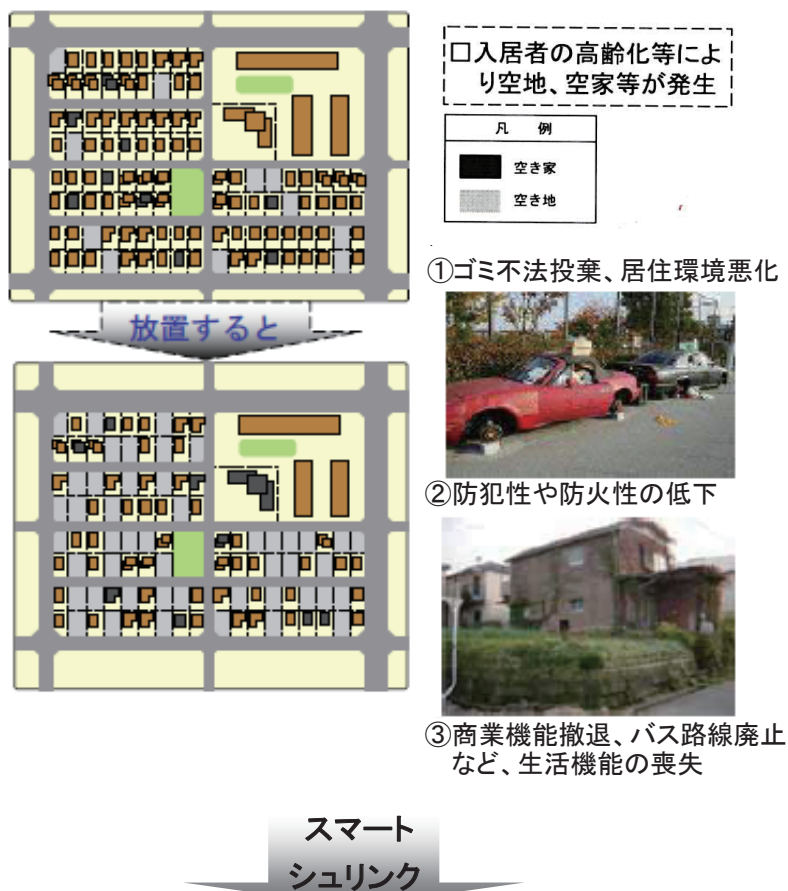 □入居者の高齢化等によ
り空地、空家等が発生
凡 例
空き家
空き地
①ゴミ不法投棄、居住環境悪化
放置すると
②防犯性や防火性の低下
③商業機能撤退、バス路線廃止
など、生活機能の喪失
スマート
シュリンク